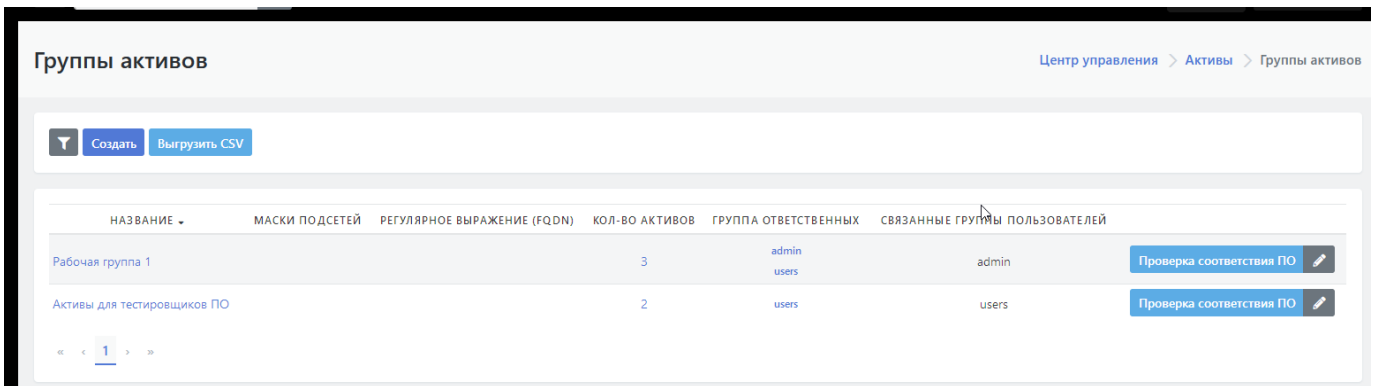 Группы активов
Центр управления > Активы > Группы активов
Создать Выгрузить CSV
НАЗВАНИЕ МАСКИ ПОДСЕТЕЙ РЕГУЛЯРНОЕ ВЫРАЖЕНИЕ (FQDN) КОЛ-ВО АКТИВОВ ГРУППА ОТВЕТСТВЕННЫХ СВЯЗАННЫЕ ГРУППЫ ПОЛЬЗОВАТЕЛЕЙ
Рабочая группа 1 3 admin users admin Проверка соответствия ПО
Активы для тестировщиков ПО 2 users users Проверка соответствия ПО
« ‹ 1 › »